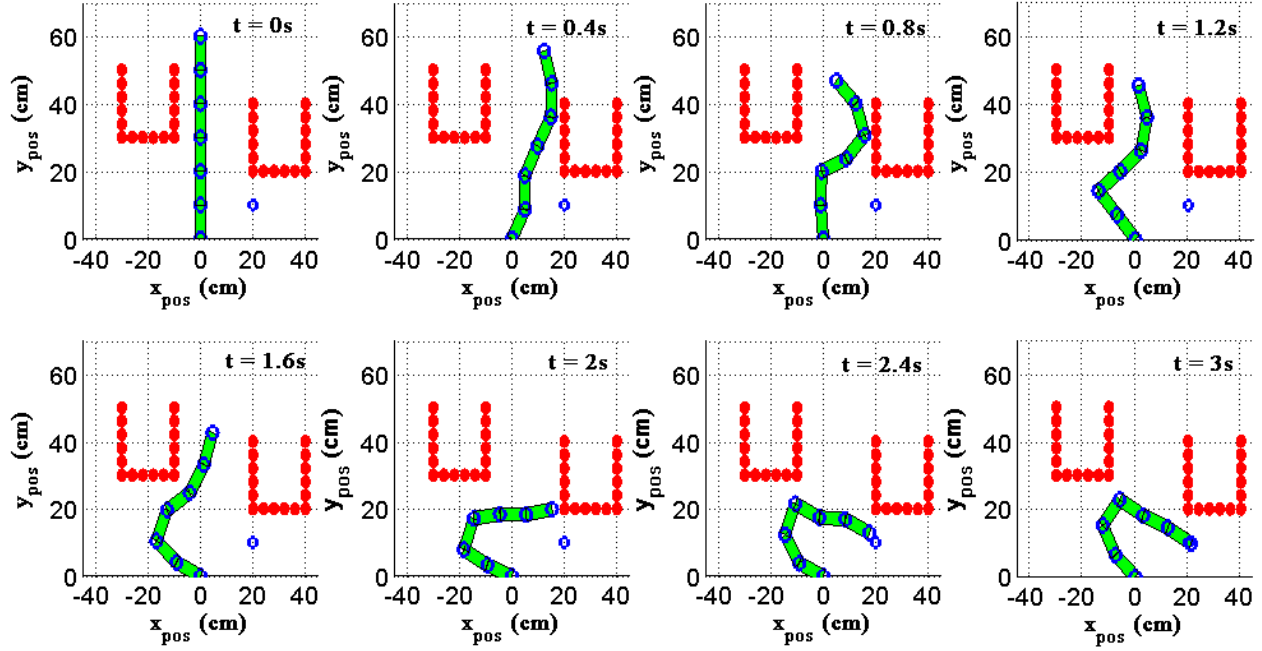 t = 0s
t = 0.4s
t = 0.8s
t = 1.2s
60
60
60
60
40
40
40
40
20
20
20
20
0
0
0
0
y_pos (cm)
y_pos (cm)
y_pos (cm)
y_pos (cm)
-40 -20 0 20 40
-40 -20 0 20 40
-40 -20 0 20 40
-40 -20 0 20 40
x_pos (cm)
x_pos (cm)
x_pos (cm)
x_pos (cm)
t = 1.6s
t = 2s
t = 2.4s
t = 3s
60
60
60
60
40
40
40
40
20
20
20
20
0
0
0
0
y_pos (cm)
y_pos (cm)
y_pos (cm)
y_pos (cm)
-40 -20 0 20 40
-40 -20 0 20 40
-40 -20 0 20 40
-40 -20 0 20 40
x_pos (cm)
x_pos (cm)
x_pos (cm)
x_pos (cm)